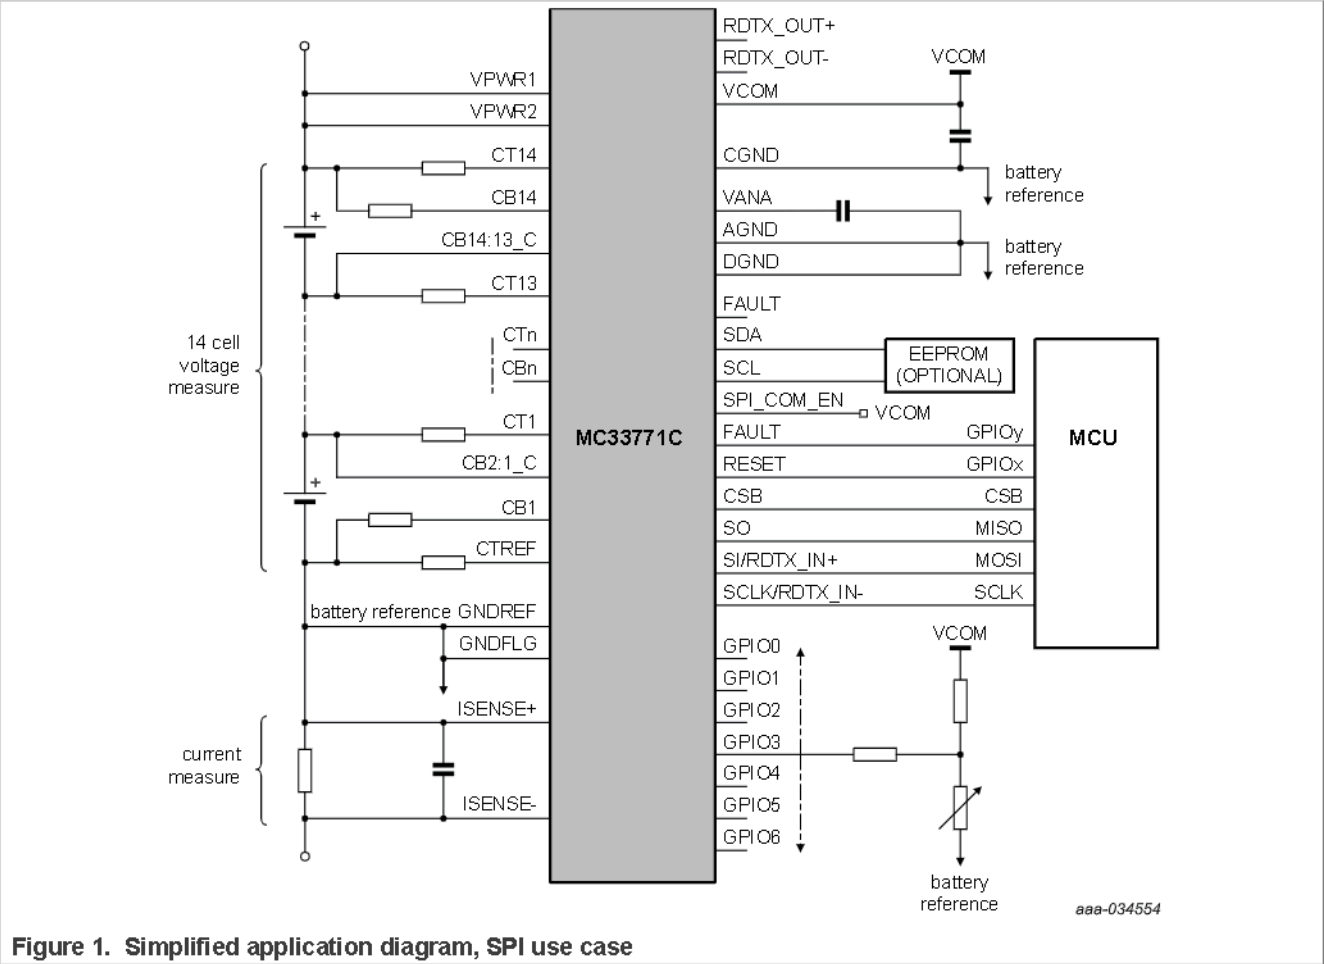 RDTX_OUT+
RDTX_OUT-
VCOM
VPWR1
VCOM
VPWR2
CT14
CGND
battery
reference
CB14
VANA
CB14:13_C
AGND
battery
reference
DGND
CT13
FAULT
CTn
SDA
14 cell
voltage
measure
EEPROM
(OPTIONAL)
CBn
SCL
SPI_COM_EN
VCOM
CT1
FAULT
GPIOy
MC33771C
MCU
CB2:1_C
RESET
GPIOx
CSB
CSB
CB1
SO
MISO
CTREF
SI/RDTX_IN+
MOSI
SCLK/RDTX_IN-
SCLK
battery reference GNDREF
VCOM
GNDFLG
GPIO0
GPIO1
ISENSE+
GPIO2
GPIO3
current
measure
GPIO4
ISENSE-
GPIO5
GPIO6
battery
reference
aaa-034554
Figure 1. Simplified application diagram, SPI use case